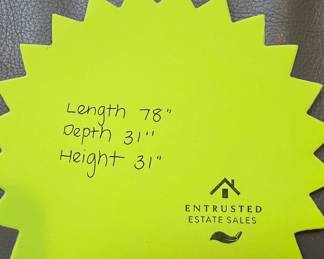 Length 78"
Depth 31"
Height 31"
ENTRUSTED
ESTATE SALES